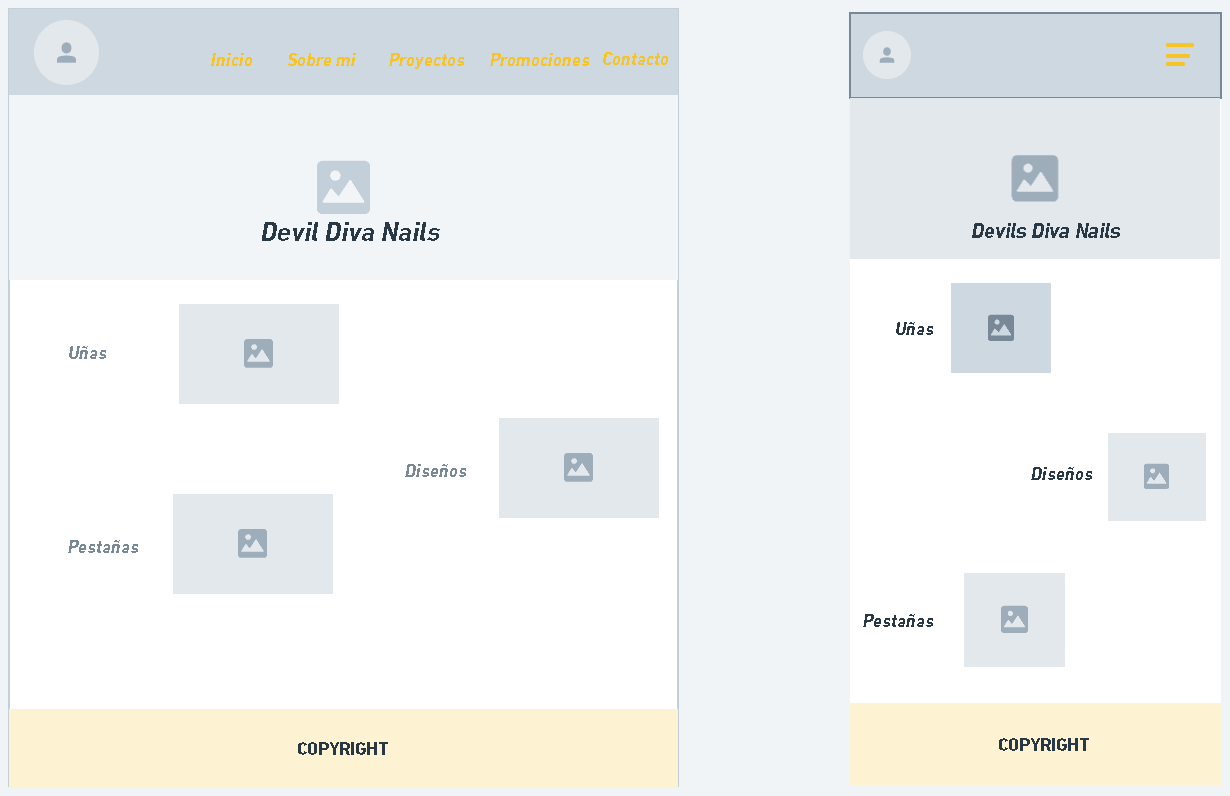 Inicio Sobre mi Proyectos Promociones Contacto
Devil Diva Nails
Uñas
Diseños
Pestañas
COPYRIGHT
Devils Diva Nails
Uñas
Diseños
Pestañas
COPYRIGHT